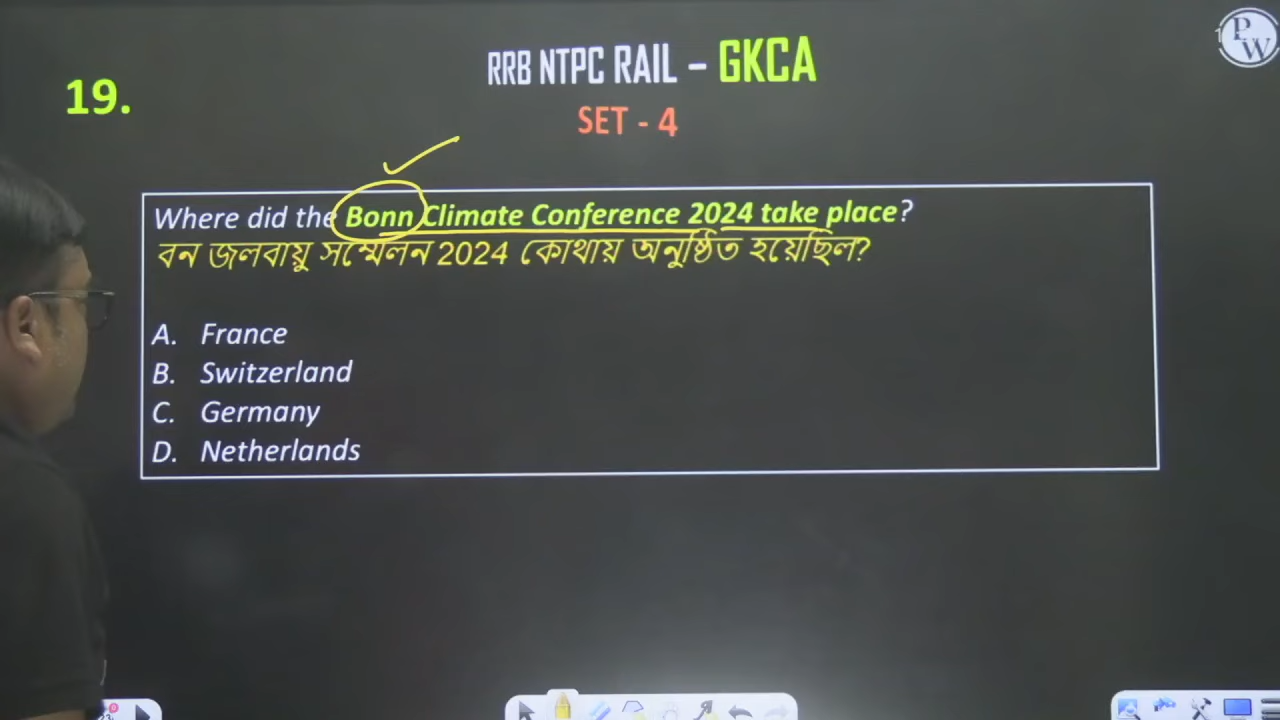 PW
RRB NTPC RAIL – GKCA
19.
SET - 4
Where did the Bonn Climate Conference 2024 take place?
বন জলবায়ু সম্মেলন 2024 কোথায় অনুষ্ঠিত হয়েছিল?
A. France
B. Switzerland
C. Germany
D. Netherlands